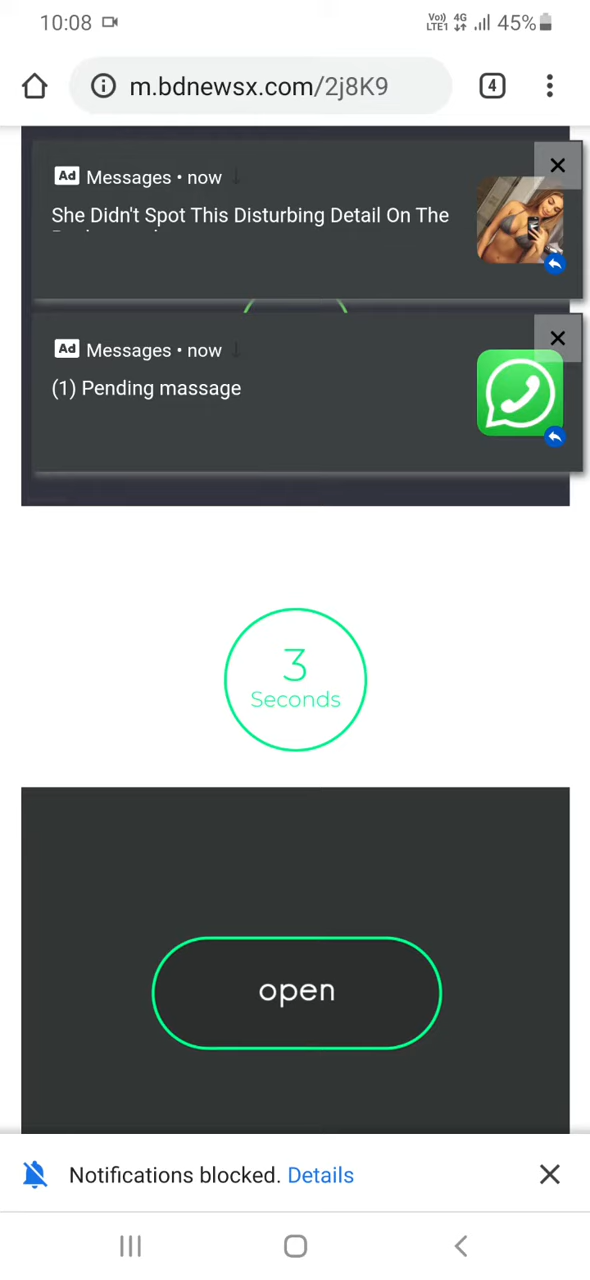 10:08 Vo) LTE1 4G 45%
m.bdnewsx.com/2j8K9 4
Ad Messages • now
She Didn't Spot This Disturbing Detail On The
Ad Messages • now
(1) Pending massage
3
Seconds
open
Notifications blocked. Details